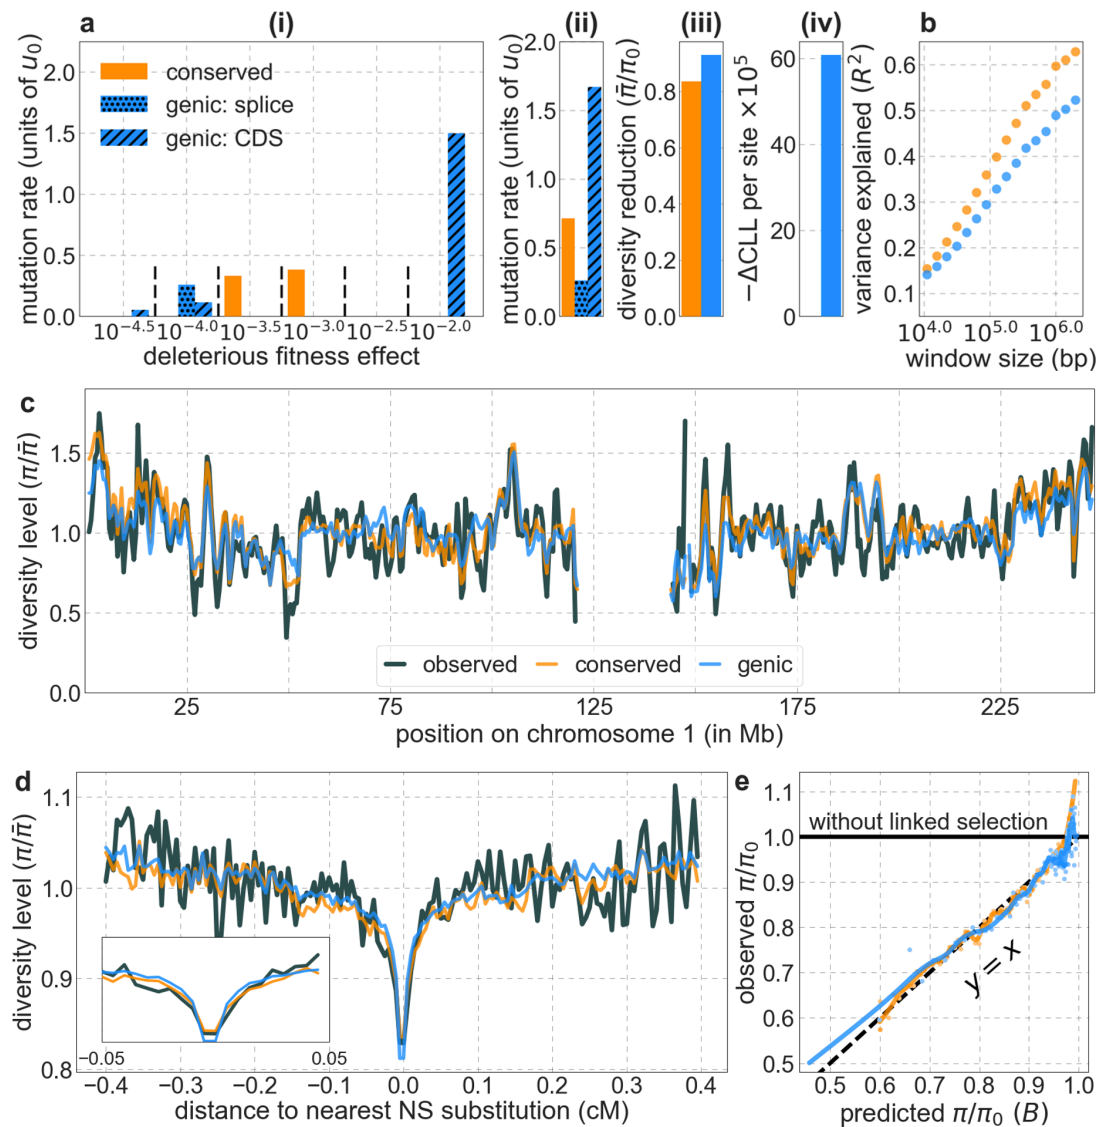 a
(i)
(ii)
(iii)
(iv)
b
mutation rate (units of u₀)
2.0
1.5
1.0
0.5
0.0
conserved
genic: splice
genic: CDS
10^−4.5
10^−4.0
10^−3.5
10^−3.0
10^−2.5
10^−2.0
deleterious fitness effect
mutation rate (units of u₀)
2.0
1.5
1.0
0.5
0.0
diversity reduction (π̄/π₀)
0.8
0.6
0.4
0.2
0.0
−ΔCLL per site ×10⁵
60
40
20
0
variance explained (R²)
0.6
0.5
0.4
0.3
0.2
0.1
10^4.0
10^5.0
10^6.0
window size (bp)
c
diversity level (π/π̄)
1.5
1.0
0.5
0.0
observed
conserved
genic
25
75
125
175
225
position on chromosome 1 (in Mb)
d
diversity level (π/π̄)
1.1
1.0
0.9
0.8
−0.05
0.05
−0.4
−0.3
−0.2
−0.1
0.0
0.1
0.2
0.3
0.4
distance to nearest NS substitution (cM)
e
observed π/π₀
1.1
1.0
0.9
0.8
0.7
0.6
0.5
without linked selection
y = x
0.5
0.6
0.7
0.8
0.9
1.0
predicted π/π₀ (B)